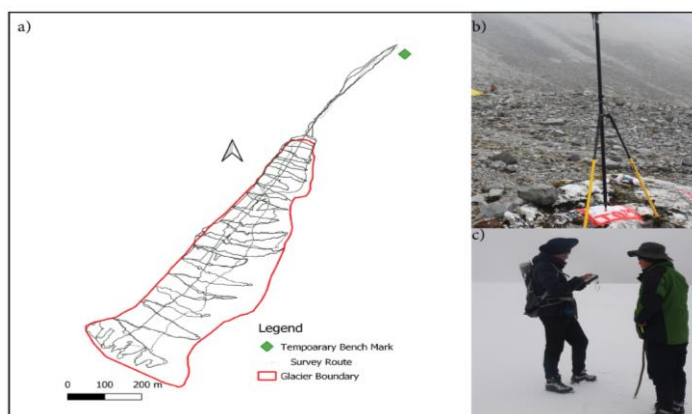 a)
Legend
Tempoarary Bench Mark
Survey Route
Glacier Boundary
0 100 200 m
b)
c)